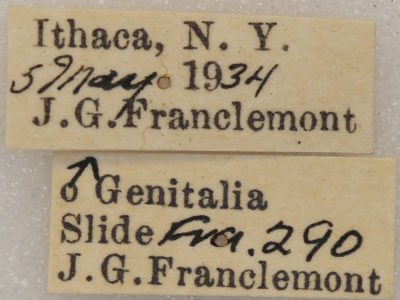 Ithaca, N. Y.
5 May 1934
J.G. Franclemont
♂ Genitalia
Slide Fra. 290
J.G. Franclemont